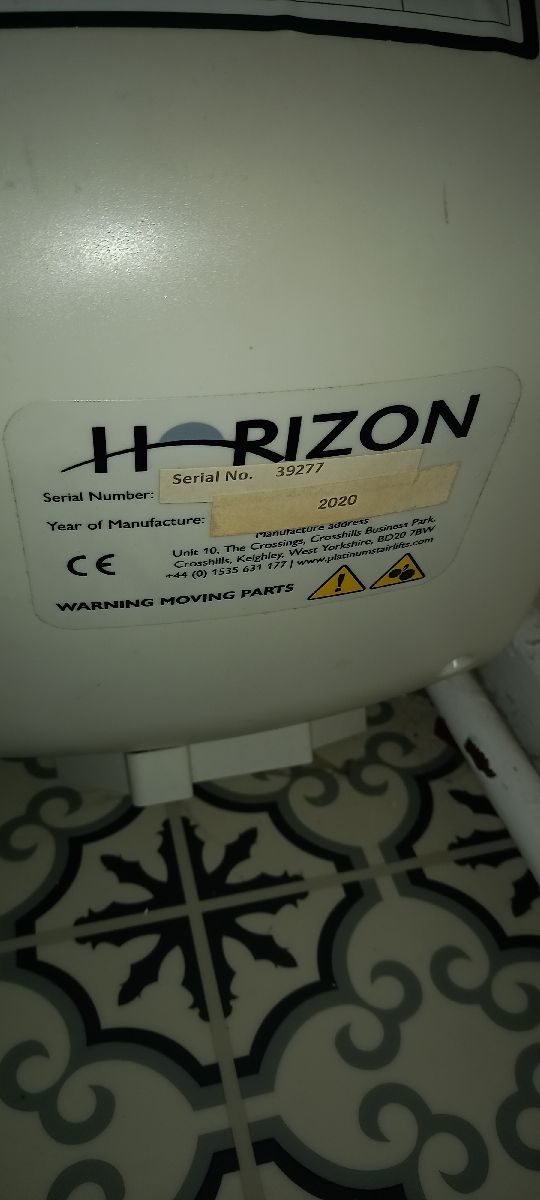 HORIZON
Serial Number: Serial No. 39277
Year of Manufacture: 2020
Manufacture address
Unit 10, The Crossings, Crosshills Business Park,
Crosshills, Keighley, West Yorkshire, BD20 7BW
+44 (0) 1535 631 177 | www.platinumstairlifts.com
CE
WARNING MOVING PARTS